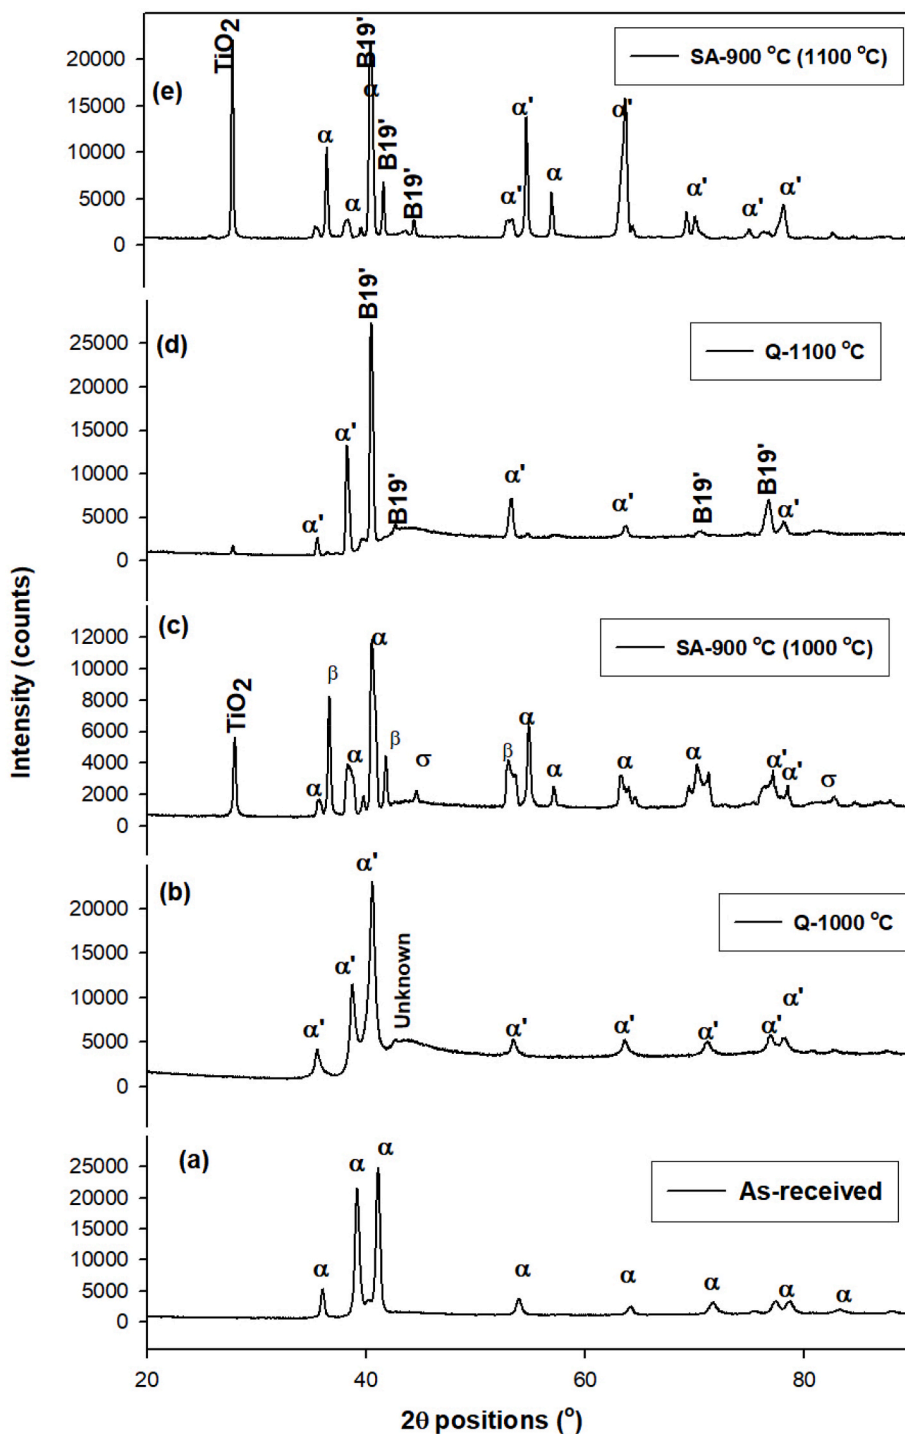 Intensity (counts)
(e)
SA-900 °C (1100 °C)
20000
15000
10000
5000
0
TiO2
α
α
B19'
α
B19'
B19'
α'
α
α'
α'
α'
α'
(d)
Q-1100 °C
25000
20000
15000
10000
5000
0
α'
α'
B19'
B19'
α'
α'
B19'
B19'
α'
(c)
SA-900 °C (1000 °C)
12000
10000
8000
6000
4000
2000
0
TiO2
α
β
α
α
β
σ
β
α
α
α
α
α'
α'
σ
(b)
Q-1000 °C
20000
15000
10000
5000
0
α'
α'
α'
Unknown
α'
α'
α'
α'
α'
(a)
As-received
25000
20000
15000
10000
5000
0
α
α
α
α
α
α
α
α
20 40 60 80
2θ positions (°)